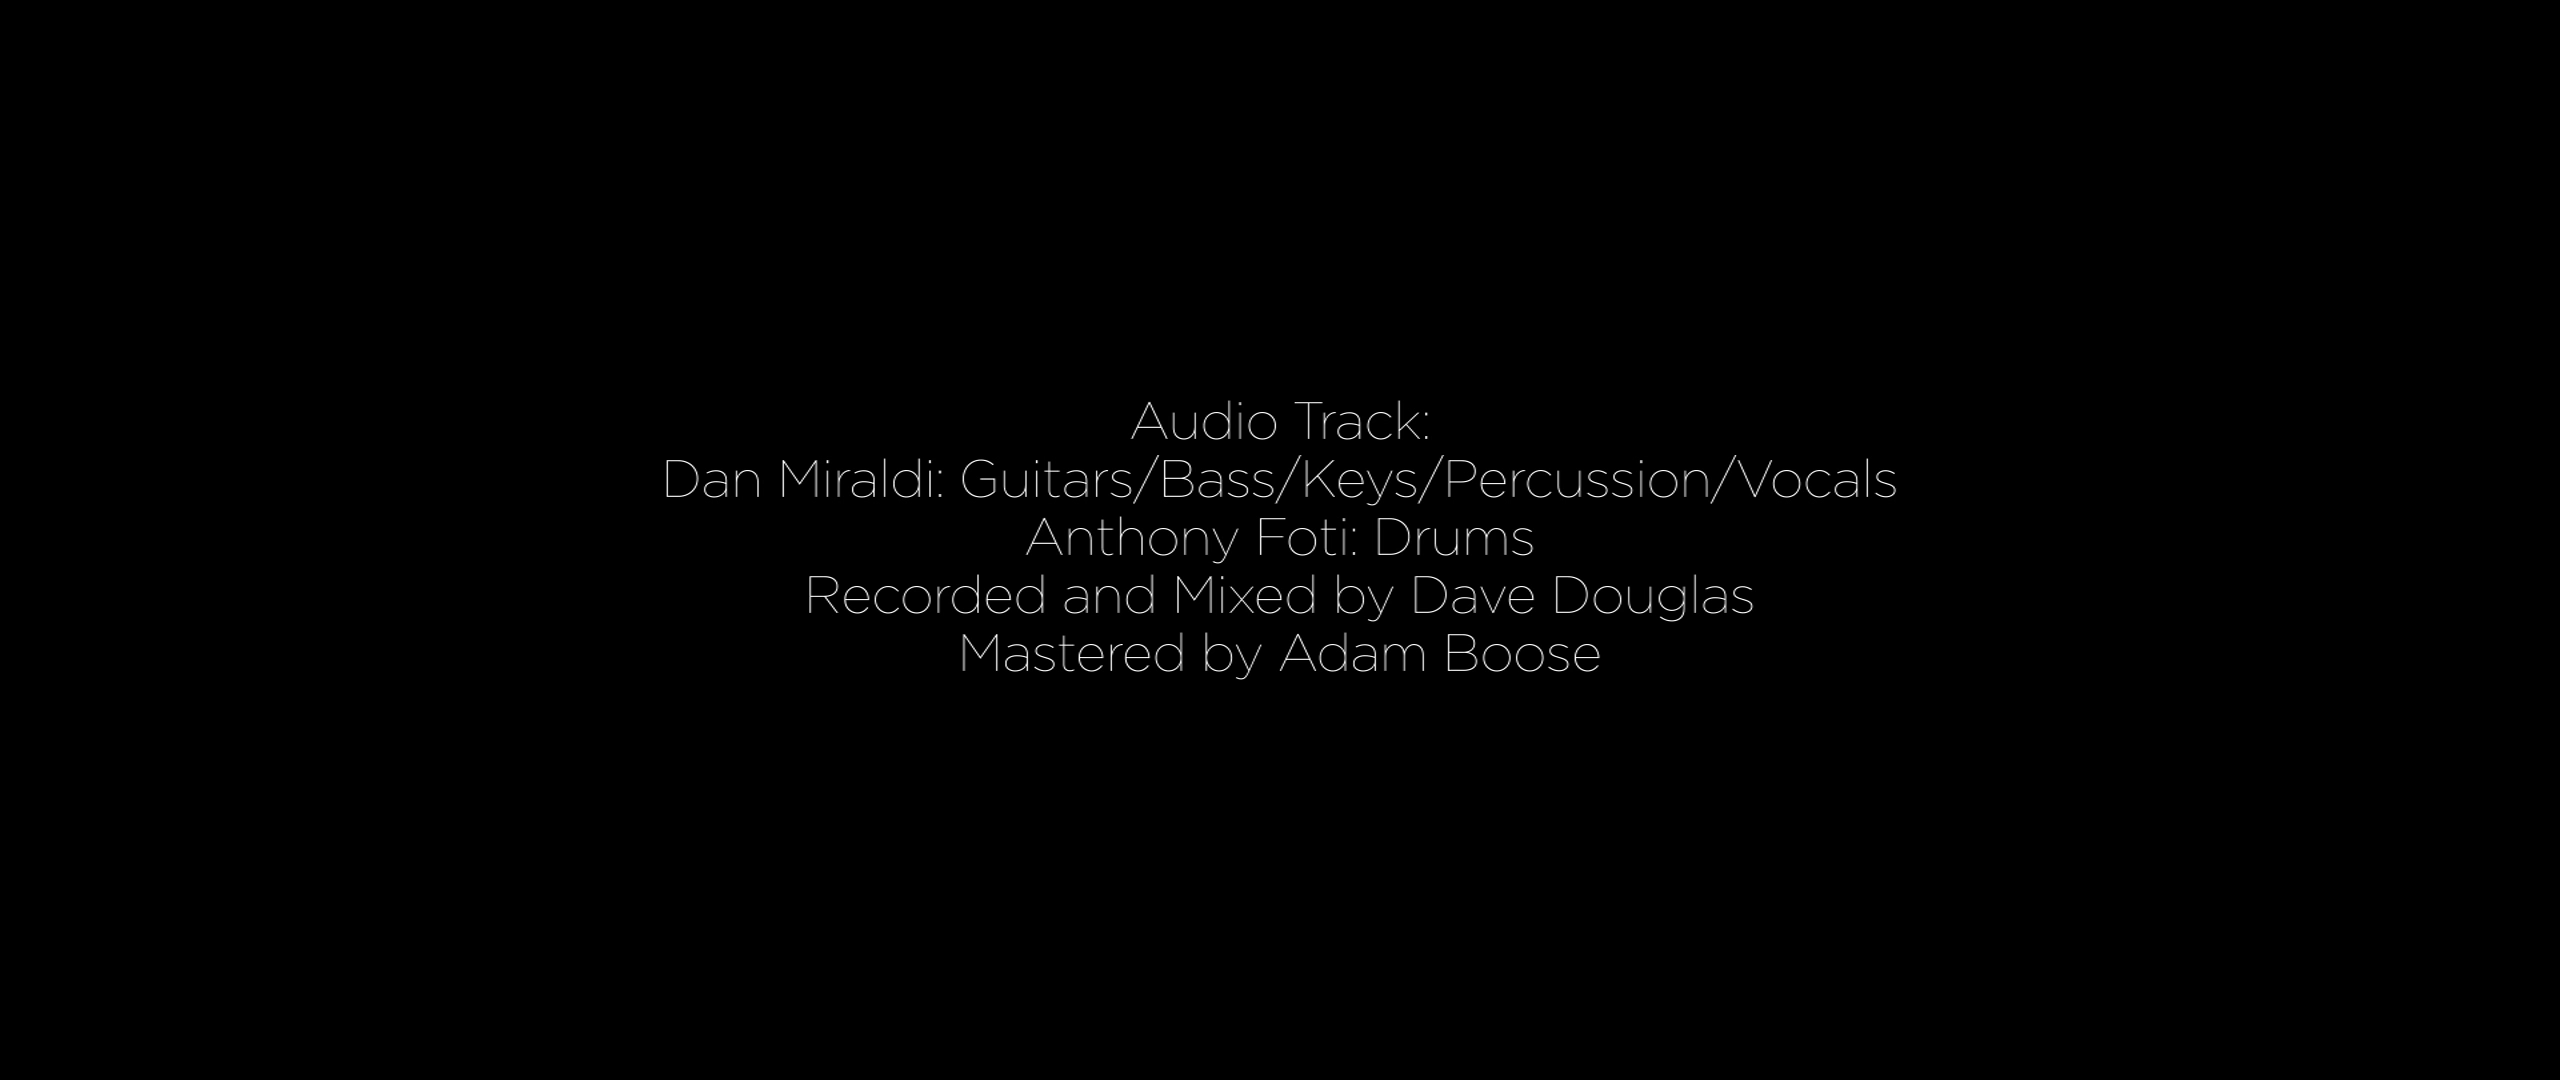 Audio Track:
Dan Miraldi: Guitars/Bass/Keys/Percussion/Vocals
Anthony Foti: Drums
Recorded and Mixed by Dave Douglas
Mastered by Adam Boose